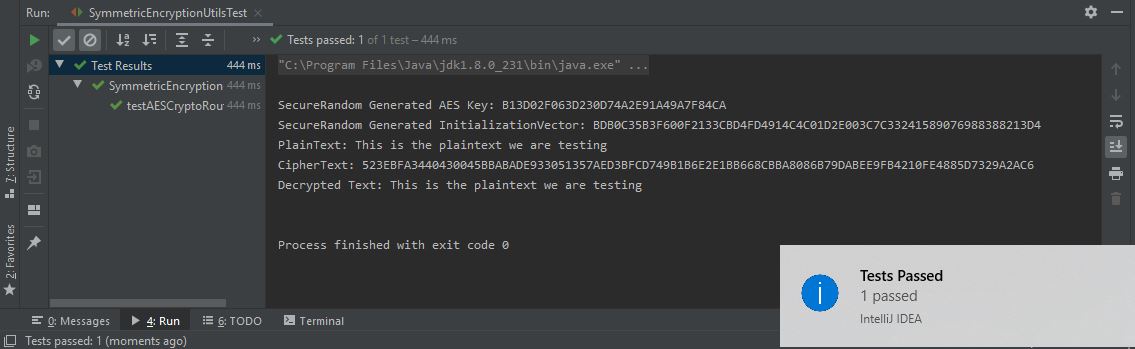 Run: SymmetricEncryptionUtilsTest ×
» Tests passed: 1 of 1 test – 444 ms
Test Results 444 ms
SymmetricEncryption 444 ms
testAESCryptoRou 444 ms
"C:\Program Files\Java\jdk1.8.0_231\bin\java.exe" ...
SecureRandom Generated AES Key: B13D02F063D230D74A2E91A49A7F84CA
SecureRandom Generated InitializationVector: BDB0C35B3F600F2133CBD4FD4914C4C01D2E003C7C33241589076988388213D4
PlainText: This is the plaintext we are testing
CipherText: 523EBFA3440430045BBABADE933051357AED3BFCD749B1B6E2E1BB668CBBA8086B79DABEE9FB4210FE4885D7329A2AC6
Decrypted Text: This is the plaintext we are testing
Process finished with exit code 0
7: Structure
2: Favorites
Tests Passed
1 passed
IntelliJ IDEA
0: Messages 4: Run 6: TODO Terminal
Tests passed: 1 (moments ago)